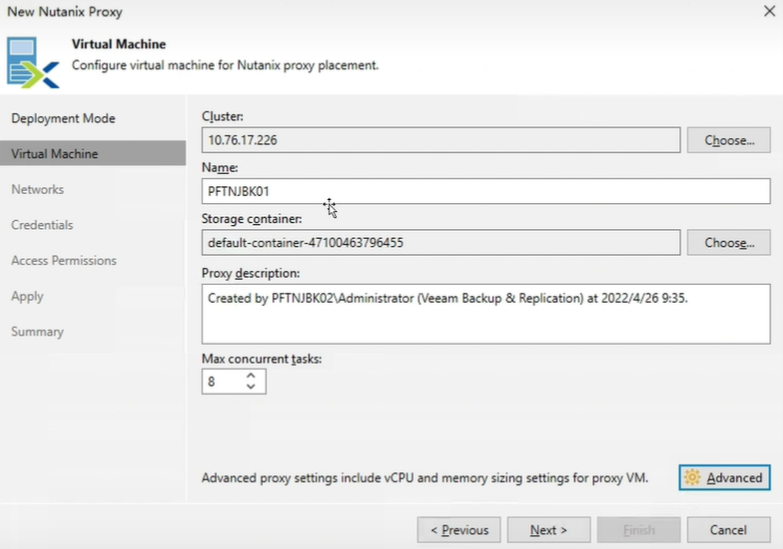 New Nutanix Proxy
Virtual Machine
Configure virtual machine for Nutanix proxy placement.
Deployment Mode
Virtual Machine
Networks
Credentials
Access Permissions
Apply
Summary
Cluster:
10.76.17.226
Choose...
Name:
PFTNJBK01
Storage container:
default-container-47100463796455
Choose...
Proxy description:
Created by PFTNJBK02\Administrator (Veeam Backup & Replication) at 2022/4/26 9:35.
Max concurrent tasks:
8
Advanced proxy settings include vCPU and memory sizing settings for proxy VM.
Advanced
< Previous
Next >
Finish
Cancel